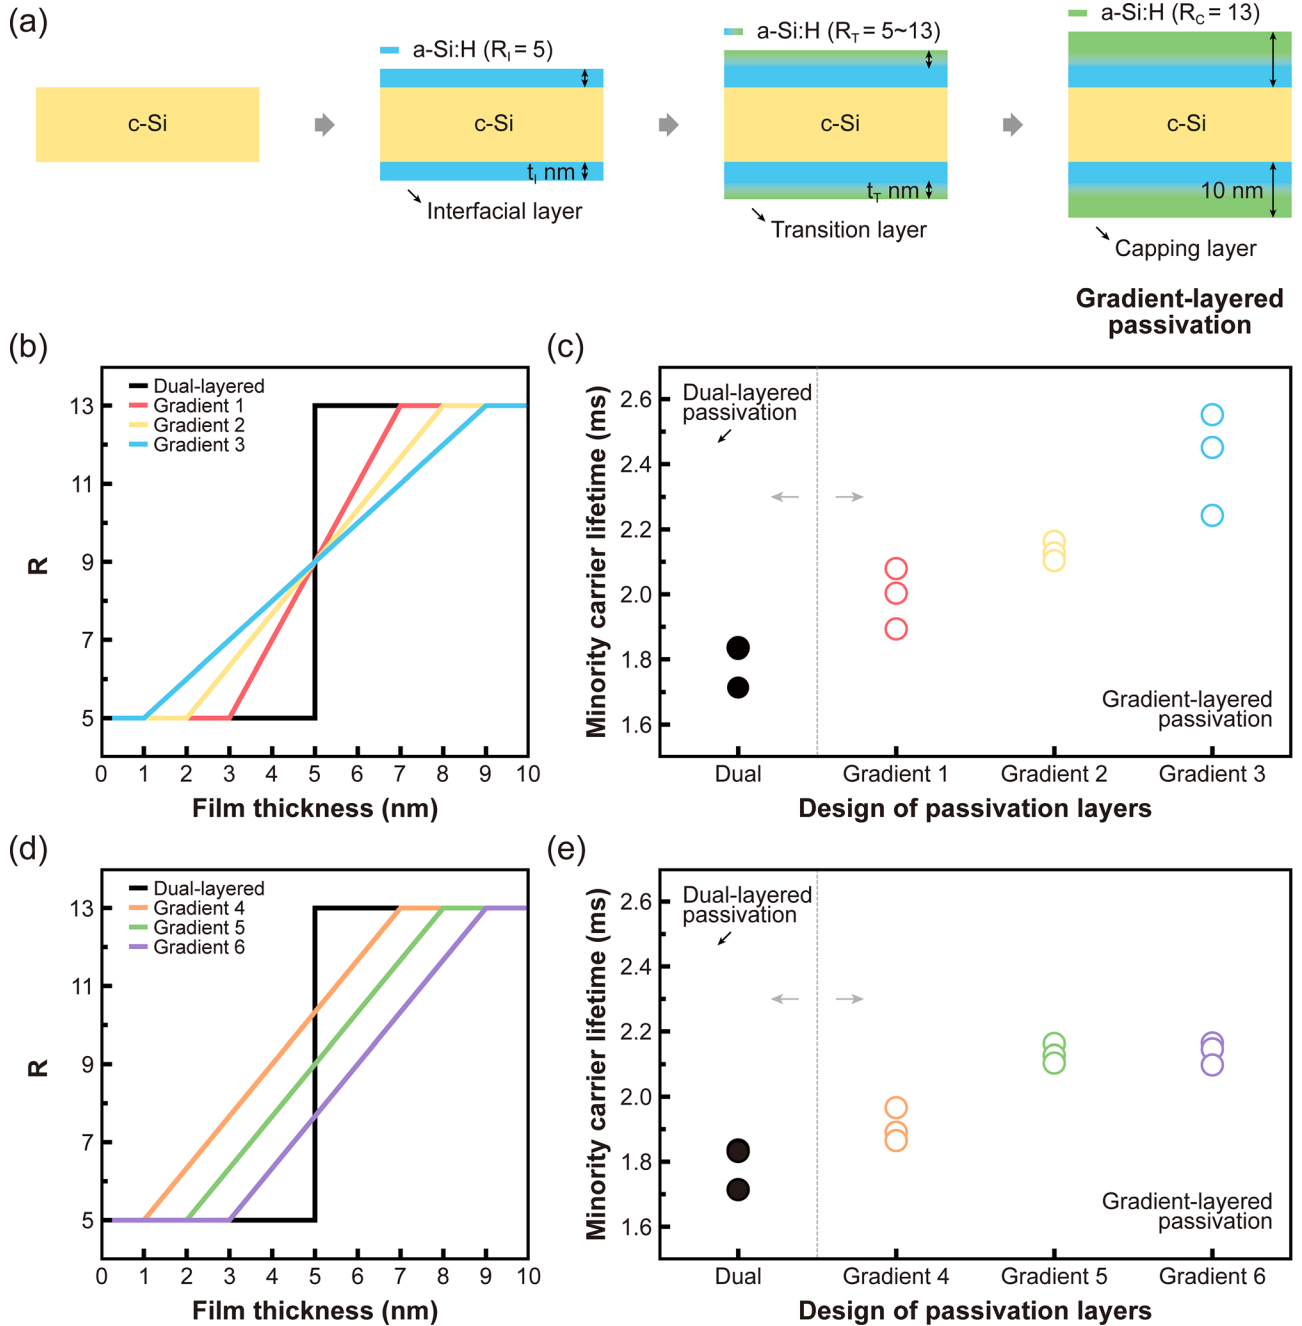 (a)
a-Si:H (R_I = 5)
a-Si:H (R_T = 5~13)
a-Si:H (R_C = 13)
c-Si
c-Si
c-Si
c-Si
t_I nm
t_T nm
10 nm
Interfacial layer
Transition layer
Capping layer
Gradient-layered
passivation
(b)
Dual-layered
Gradient 1
Gradient 2
Gradient 3
13
11
9
7
5
R
0 1 2 3 4 5 6 7 8 9 10
Film thickness (nm)
(c)
Dual-layered
passivation
2.6
2.4
2.2
2.0
1.8
1.6
Minority carrier lifetime (ms)
Gradient-layered
passivation
Dual Gradient 1 Gradient 2 Gradient 3
Design of passivation layers
(d)
Dual-layered
Gradient 4
Gradient 5
Gradient 6
13
11
9
7
5
R
0 1 2 3 4 5 6 7 8 9 10
Film thickness (nm)
(e)
Dual-layered
passivation
2.6
2.4
2.2
2.0
1.8
1.6
Minority carrier lifetime (ms)
Gradient-layered
passivation
Dual Gradient 4 Gradient 5 Gradient 6
Design of passivation layers